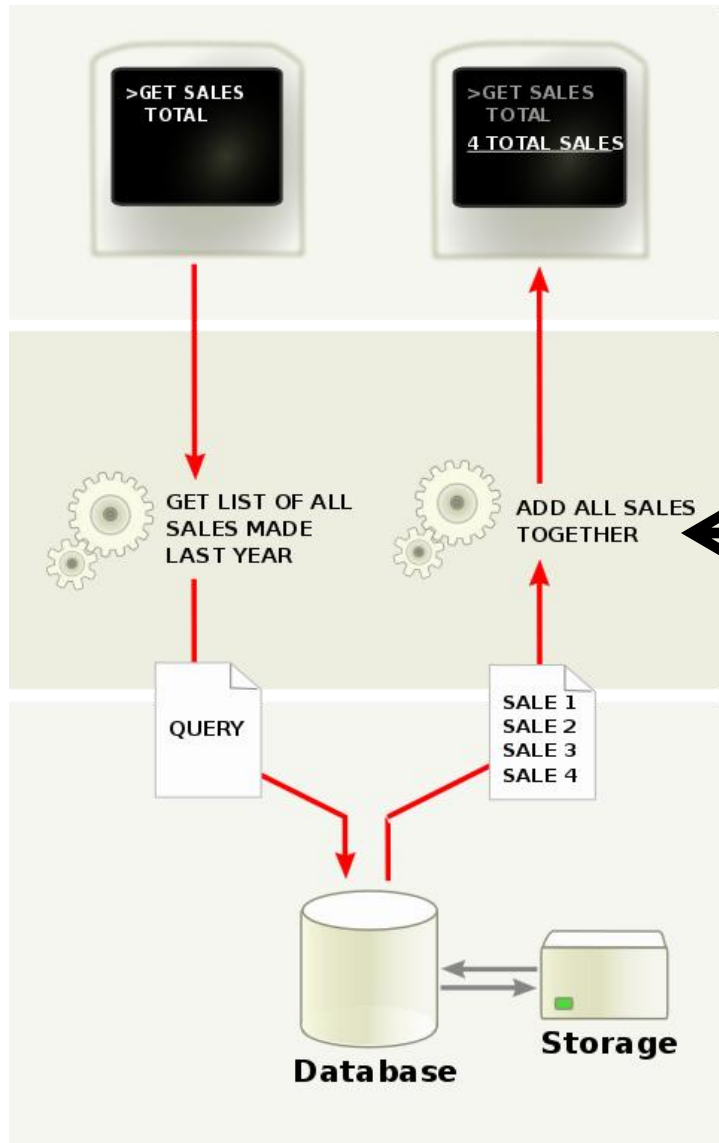 >GET SALES
TOTAL
>GET SALES
TOTAL
4 TOTAL SALES
GET LIST OF ALL
SALES MADE
LAST YEAR
ADD ALL SALES
TOGETHER
QUERY
SALE 1
SALE 2
SALE 3
SALE 4
Database
Storage